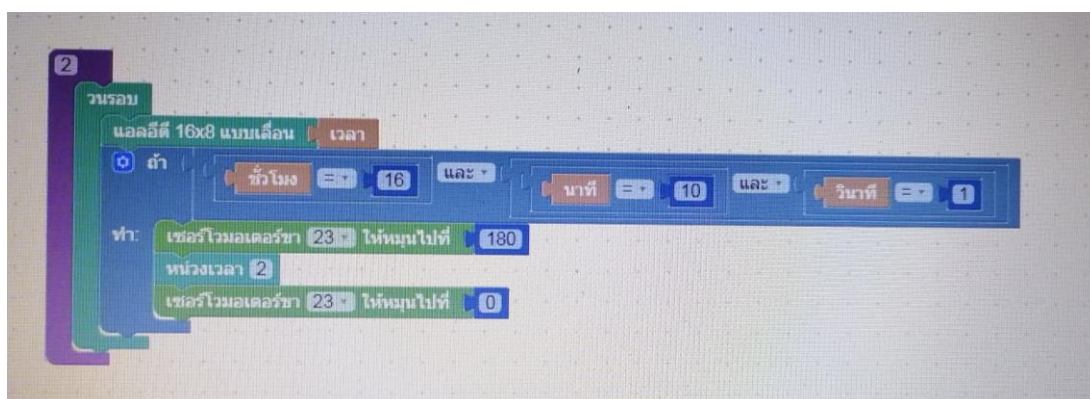 2
วนรอบ
แอลอีดี 16x8 แบบเลื่อน เวลา
ถ้า ชั่วโมง = 16 และ นาที = 10 และ วินาที = 1
ทำ: เซอร์โวมอเตอร์ขา 23 ให้หมุนไปที่ 180
หน่วงเวลา 2
เซอร์โวมอเตอร์ขา 23 ให้หมุนไปที่ 0